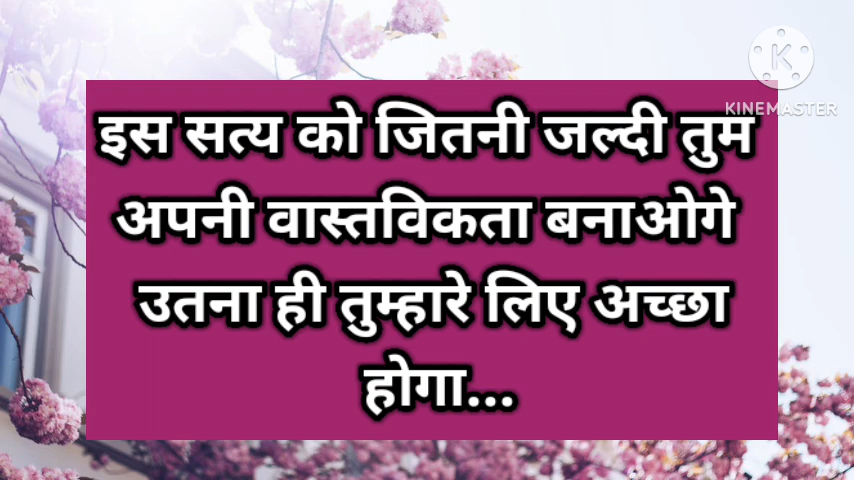 KINEMASTER
इस सत्य को जितनी जल्दी तुम
अपनी वास्तविकता बनाओगे
उतना ही तुम्हारे लिए अच्छा
होगा...